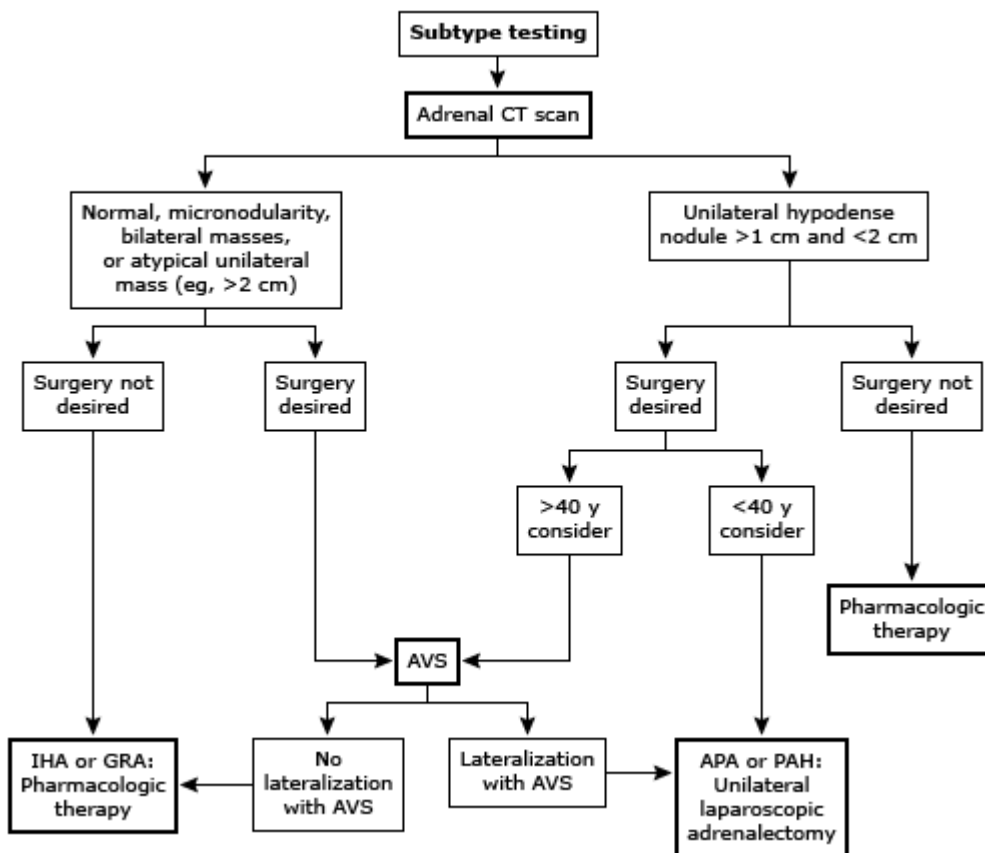 Subtype testing
Adrenal CT scan
Normal, micronodularity,
bilateral masses,
or atypical unilateral
mass (eg, >2 cm)
Unilateral hypodense
nodule >1 cm and <2 cm
Surgery not
desired
Surgery
desired
Surgery
desired
Surgery not
desired
>40 y
consider
<40 y
consider
Pharmacologic
therapy
AVS
IHA or GRA:
Pharmacologic
therapy
No
lateralization
with AVS
Lateralization
with AVS
APA or PAH:
Unilateral
laparoscopic
adrenalectomy